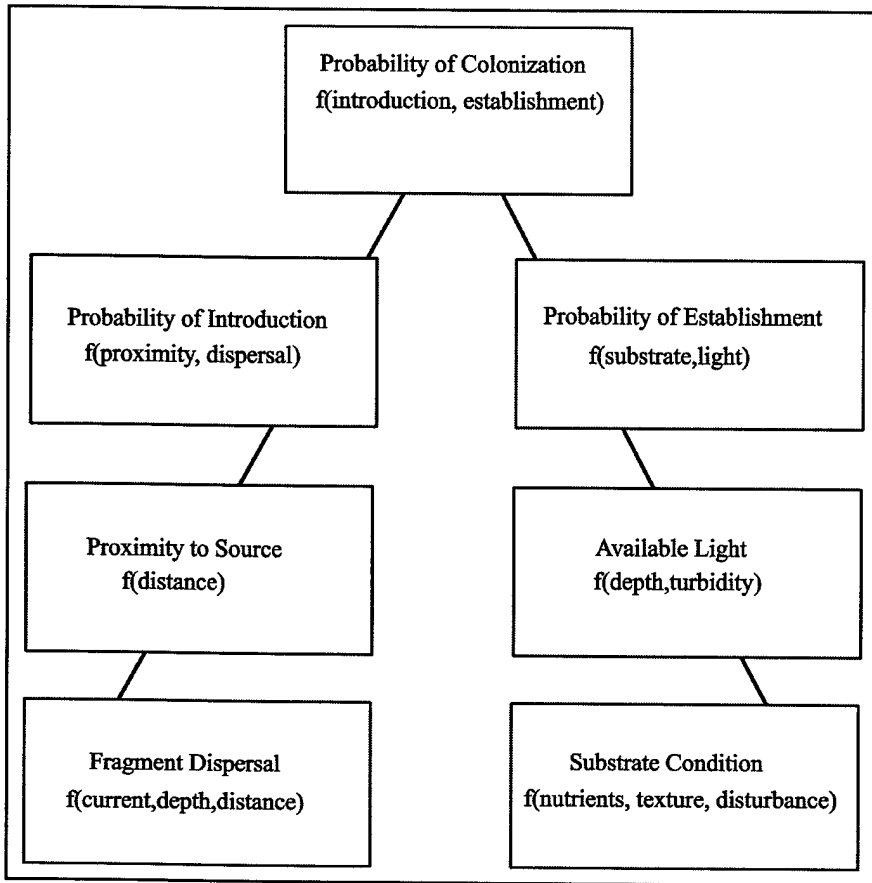 Probability of Colonization
f(introduction, establishment)
Probability of Introduction
f(proximity, dispersal)
Probability of Establishment
f(substrate,light)
Proximity to Source
f(distance)
Available Light
f(depth,turbidity)
Fragment Dispersal
f(current,depth,distance)
Substrate Condition
f(nutrients, texture, disturbance)